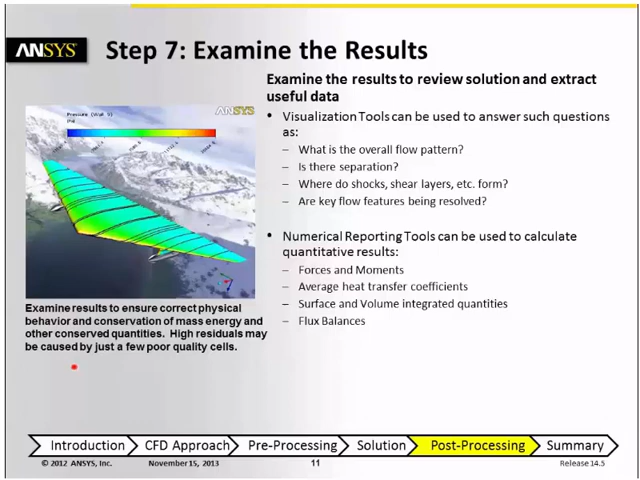 ANSYS
Step 7: Examine the Results
Examine the results to review solution and extract
useful data
• Visualization Tools can be used to answer such questions
as:
– What is the overall flow pattern?
– Is there separation?
– Where do shocks, shear layers, etc. form?
– Are key flow features being resolved?
• Numerical Reporting Tools can be used to calculate
quantitative results:
– Forces and Moments
– Average heat transfer coefficients
– Surface and Volume integrated quantities
– Flux Balances
ANSYS
Examine results to ensure correct physical
behavior and conservation of mass energy and
other conserved quantities. High residuals may
be caused by just a few poor quality cells.
Introduction CFD Approach Pre-Processing Solution Post-Processing Summary
© 2012 ANSYS, Inc. November 15, 2013 11 Release 14.5